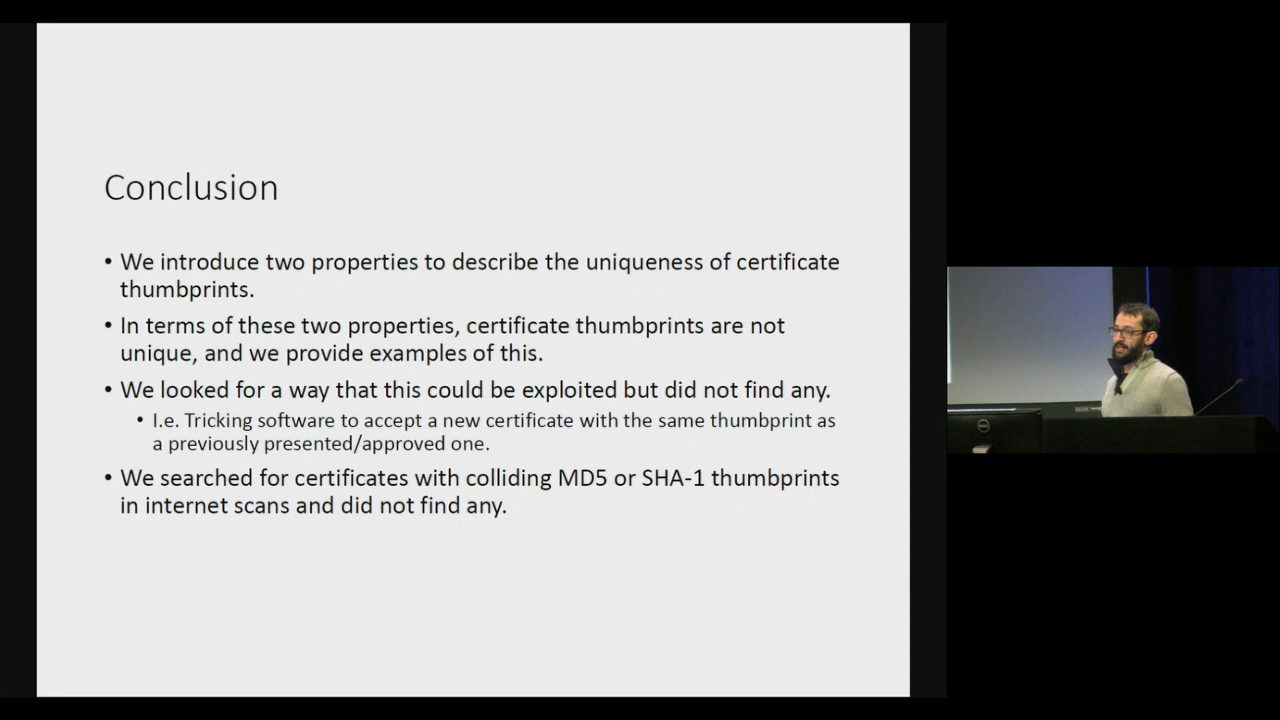 Conclusion
• We introduce two properties to describe the uniqueness of certificate
thumbprints.
• In terms of these two properties, certificate thumbprints are not
unique, and we provide examples of this.
• We looked for a way that this could be exploited but did not find any.
• I.e. Tricking software to accept a new certificate with the same thumbprint as
a previously presented/approved one.
• We searched for certificates with colliding MD5 or SHA-1 thumbprints
in internet scans and did not find any.